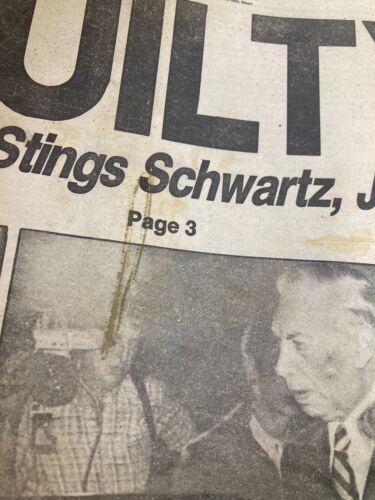 UILTY
Stings Schwartz, J
Page 3